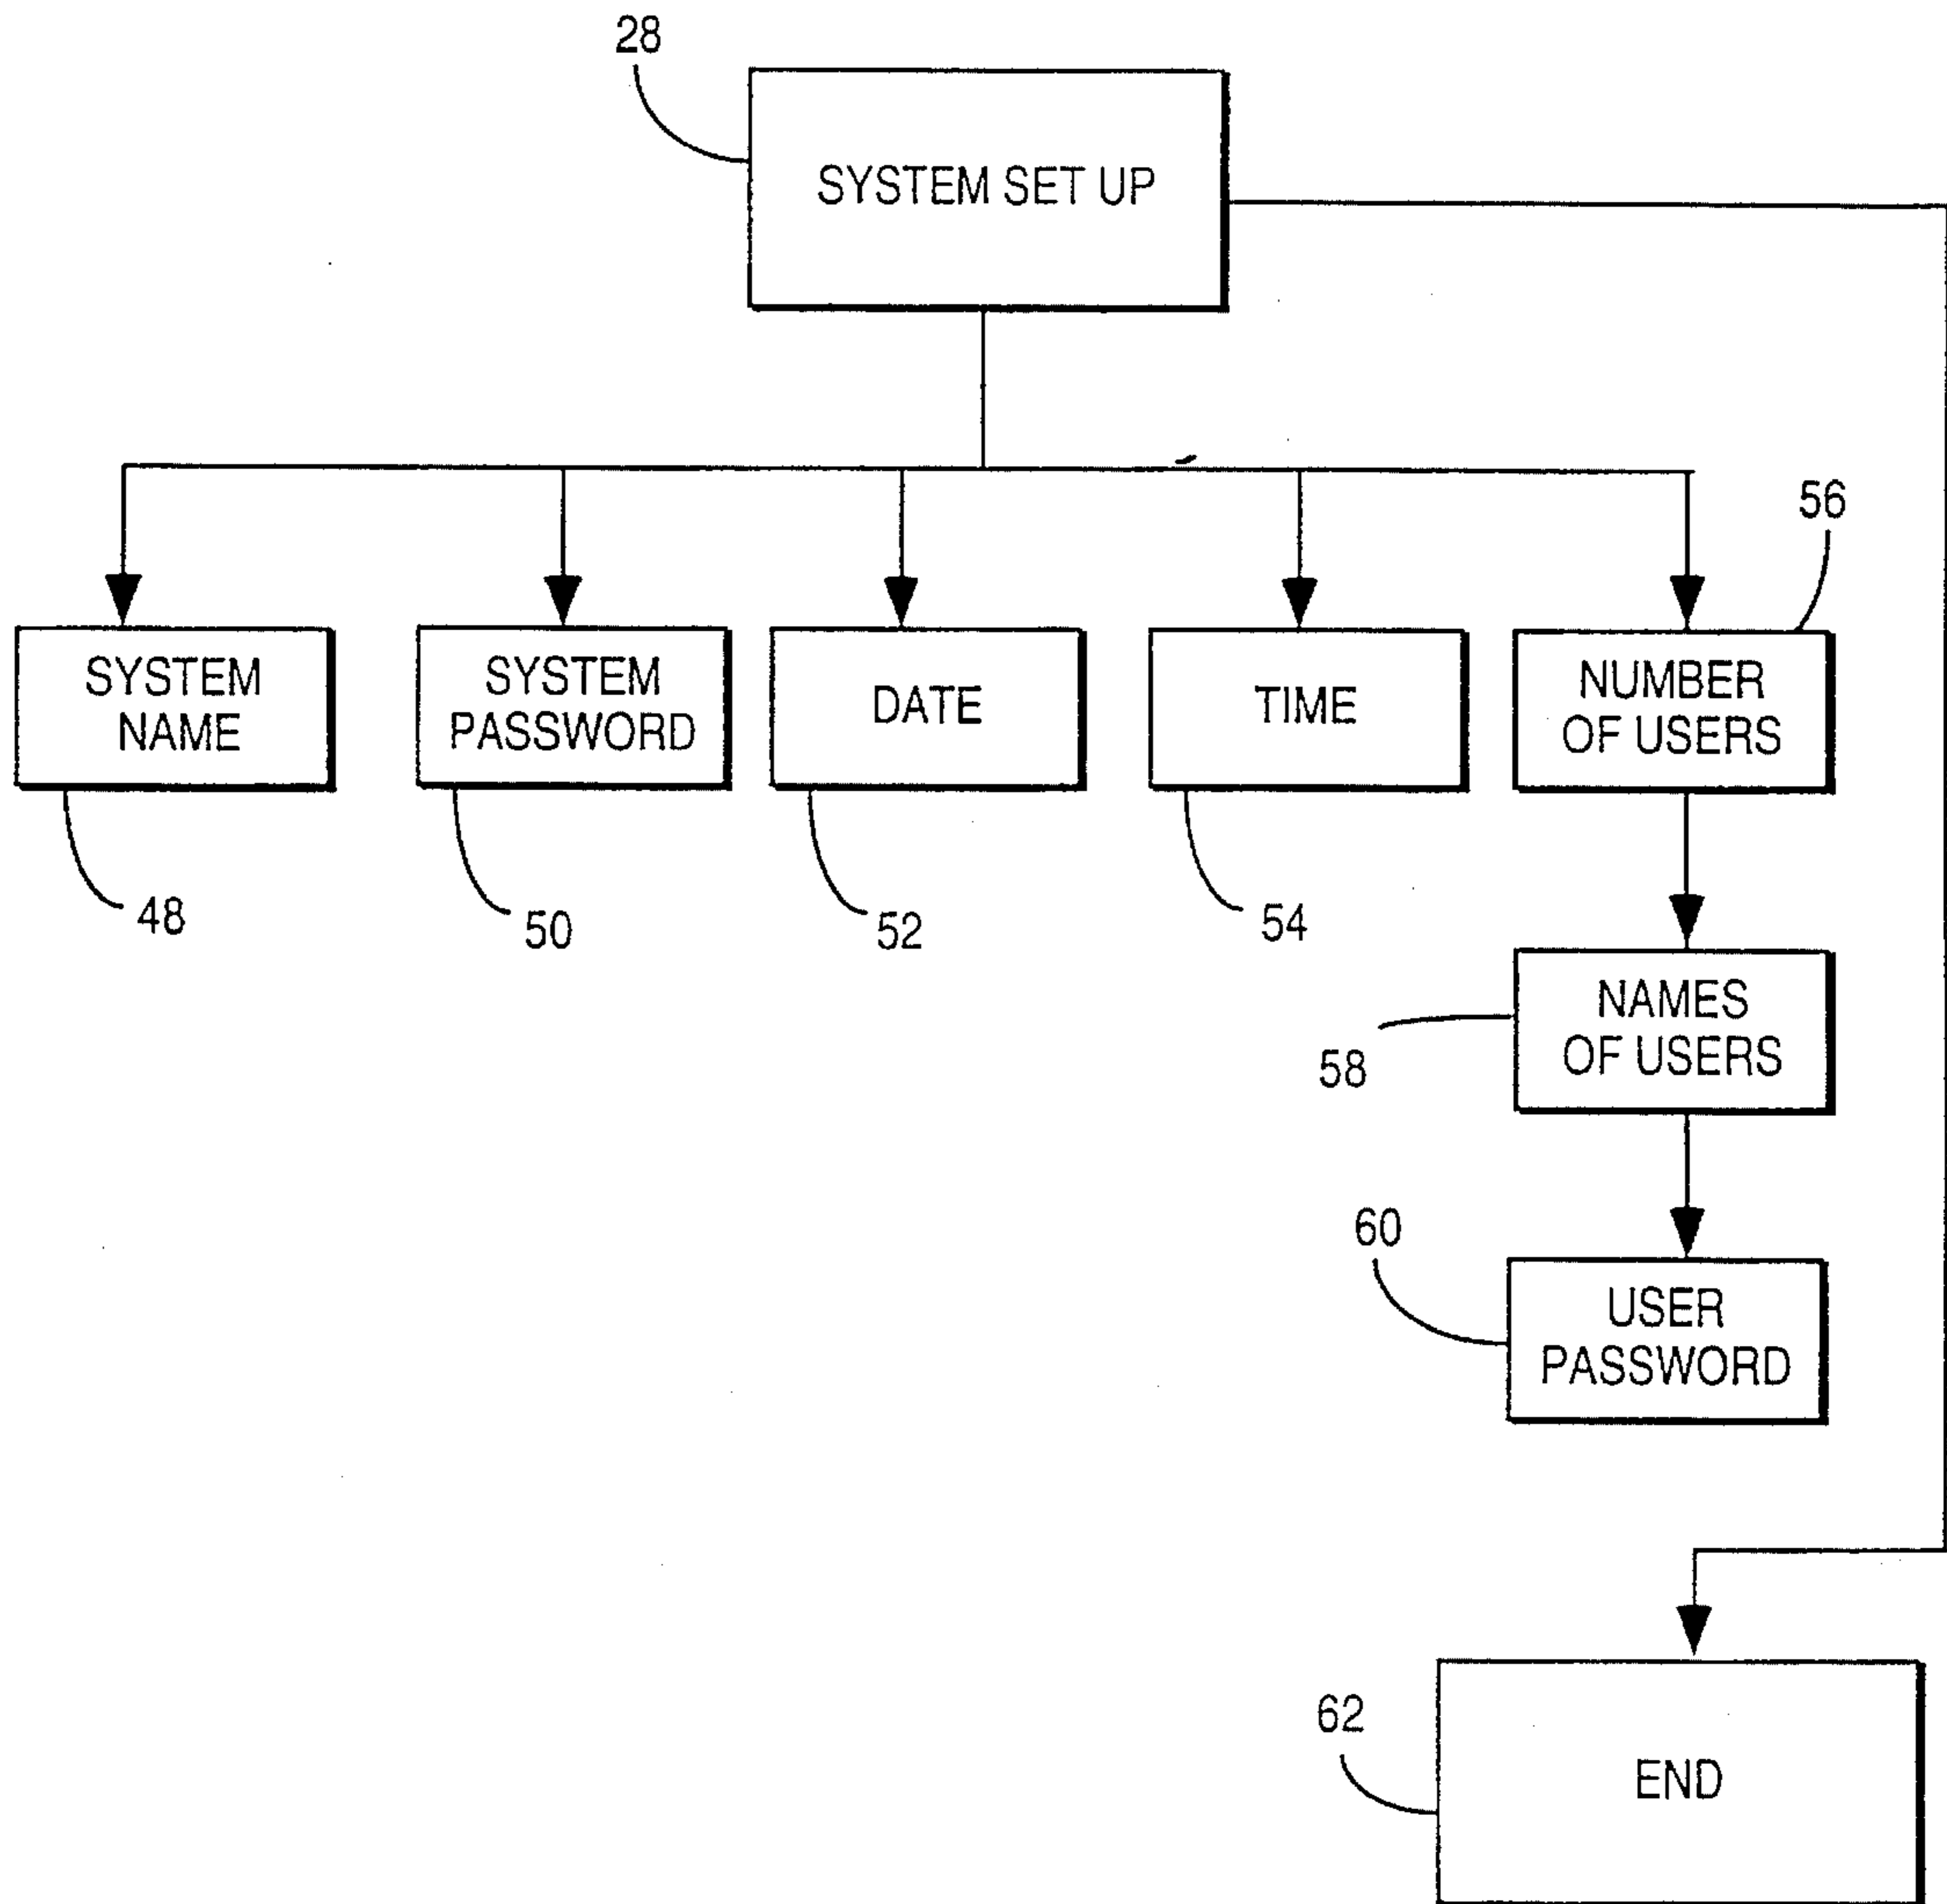 28
SYSTEM SET UP
56
SYSTEM
NAME
SYSTEM
PASSWORD
DATE
TIME
NUMBER
OF USERS
48
50
52
54
NAMES
OF USERS
58
60
USER
PASSWORD
62
END